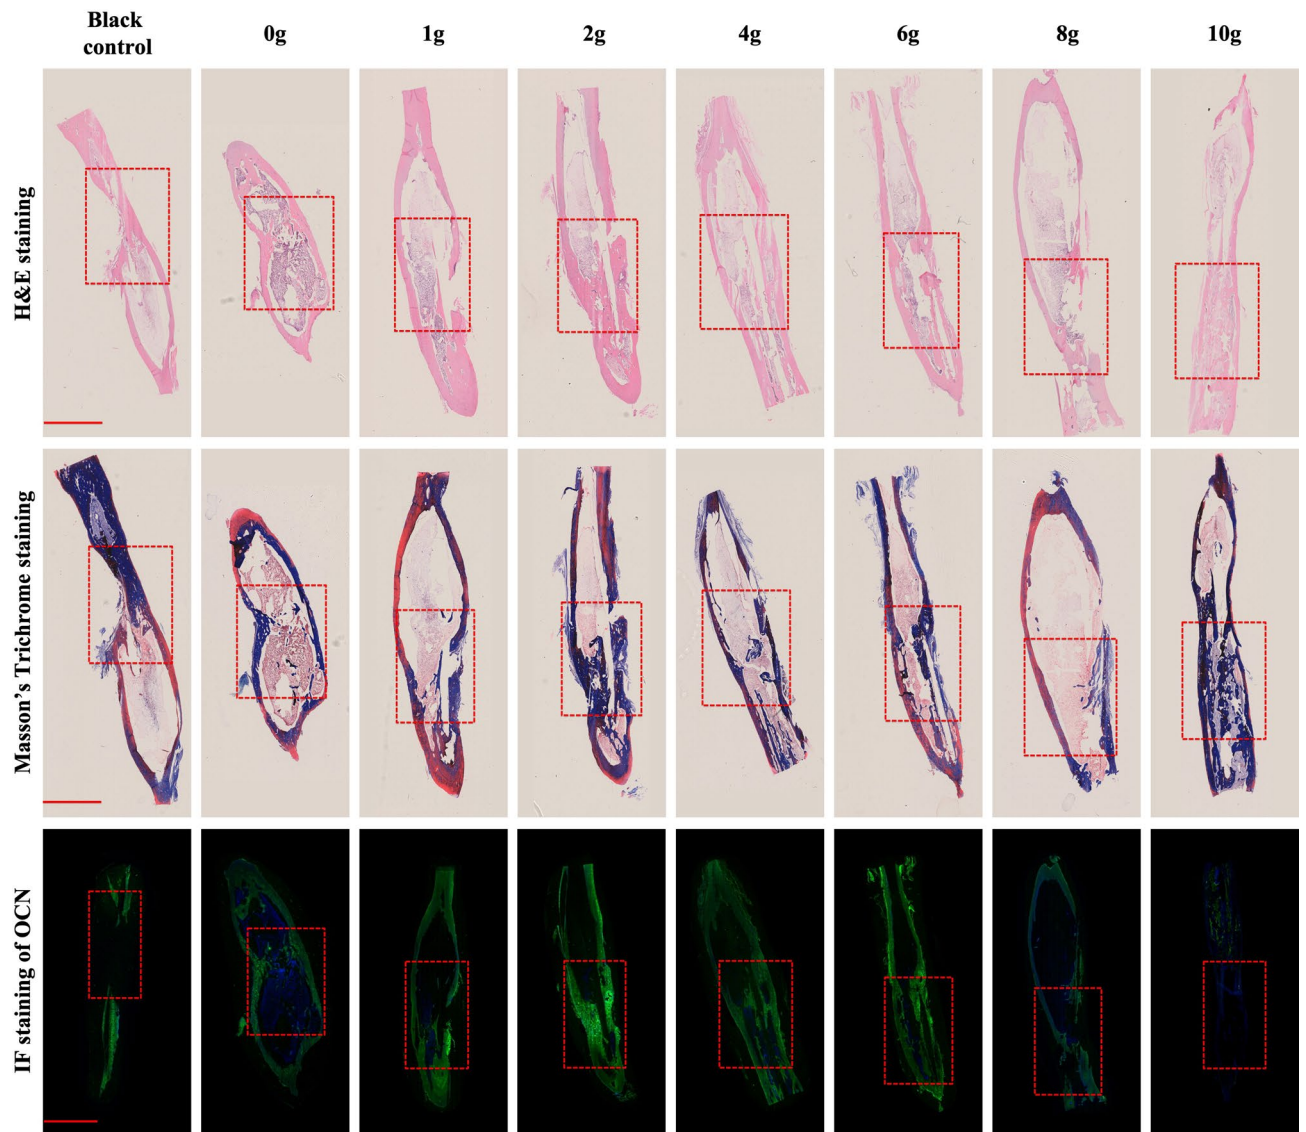 Black
control
0g
1g
2g
4g
6g
8g
10g
H&E staining
Masson's Trichrome staining
IF staining of OCN